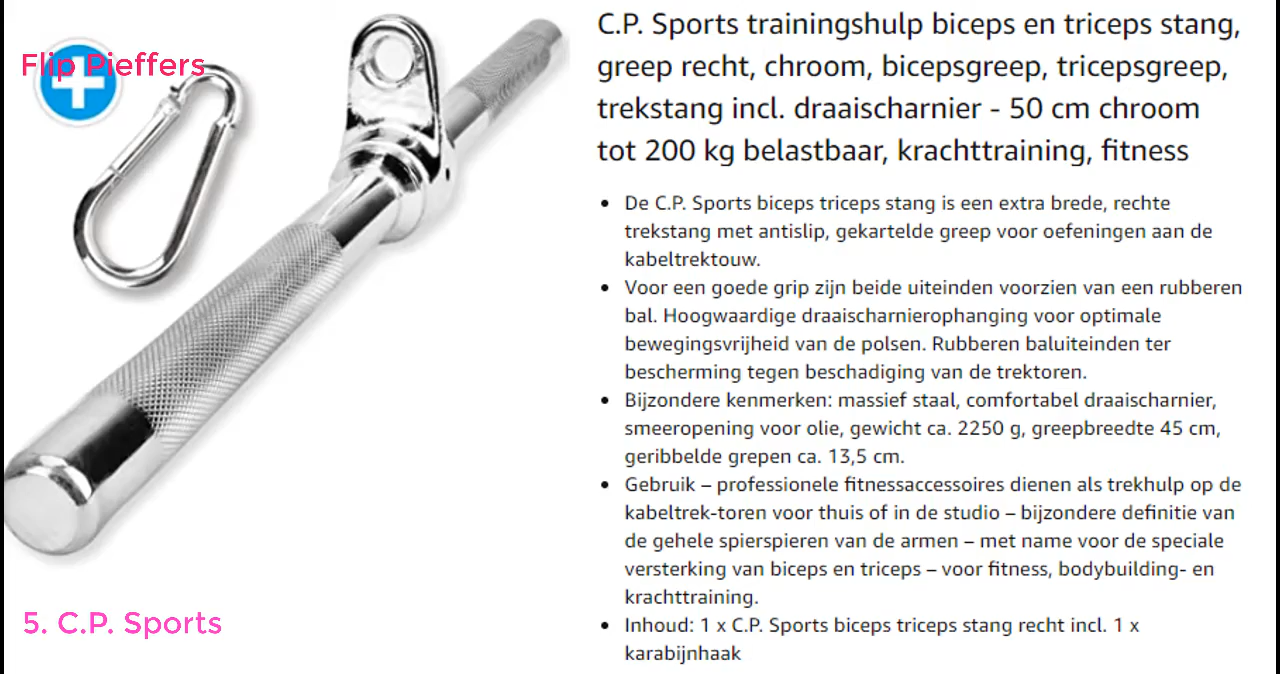 Flip Pieffers
C.P. Sports trainingshulp biceps en triceps stang,
greep recht, chroom, bicepsgreep, tricepsgreep,
trekstang incl. draaischarnier - 50 cm chroom
tot 200 kg belastbaar, krachttraining, fitness
• De C.P. Sports biceps triceps stang is een extra brede, rechte
trekstang met antislip, gekartelde greep voor oefeningen aan de
kabeltrektouw.
• Voor een goede grip zijn beide uiteinden voorzien van een rubberen
bal. Hoogwaardige draaischarnierophanging voor optimale
bewegingsvrijheid van de polsen. Rubberen baluiteinden ter
bescherming tegen beschadiging van de trektoren.
• Bijzondere kenmerken: massief staal, comfortabel draaischarnier,
smeeropening voor olie, gewicht ca. 2250 g, greepbreedte 45 cm,
geribbelde grepen ca. 13,5 cm.
• Gebruik – professionele fitnessaccessoires dienen als trekhulp op de
kabeltrek-toren voor thuis of in de studio – bijzondere definitie van
de gehele spierspieren van de armen – met name voor de speciale
versterking van biceps en triceps – voor fitness, bodybuilding- en
krachttraining.
• Inhoud: 1 x C.P. Sports biceps triceps stang recht incl. 1 x
karabijnhaak
5. C.P. Sports